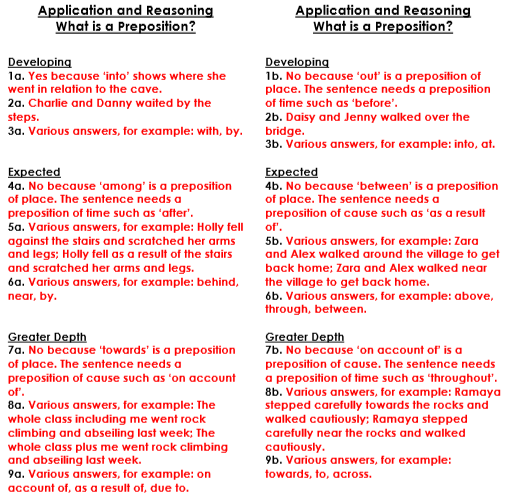 Application and Reasoning
What is a Preposition?
Developing
1a. Yes because ‘into’ shows where she
went in relation to the cave.
2a. Charlie and Danny waited by the
steps.
3a. Various answers, for example: with, by.
Expected
4a. No because ‘among’ is a preposition
of place. The sentence needs a
preposition of time such as ‘after’.
5a. Various answers, for example: Holly fell
against the stairs and scratched her arms
and legs; Holly fell as a result of the stairs
and scratched her arms and legs.
6a. Various answers, for example: behind,
near, by.
Greater Depth
7a. No because ‘towards’ is a preposition
of place. The sentence needs a
preposition of cause such as ‘on account
of’.
8a. Various answers, for example: The
whole class including me went rock
climbing and abseiling last week; The
whole class plus me went rock climbing
and abseiling last week.
9a. Various answers, for example: on
account of, as a result of, due to.
Application and Reasoning
What is a Preposition?
Developing
1b. No because ‘out’ is a preposition of
place. The sentence needs a preposition
of time such as ‘before’.
2b. Daisy and Jenny walked over the
bridge.
3b. Various answers, for example: into, at.
Expected
4b. No because ‘between’ is a preposition
of place. The sentence needs a
preposition of cause such as ‘as a result
of’.
5b. Various answers, for example: Zara
and Alex walked around the village to get
back home; Zara and Alex walked near
the village to get back home.
6b. Various answers, for example: above,
through, between.
Greater Depth
7b. No because ‘on account of’ is a
preposition of cause. The sentence needs
a preposition of time such as ‘throughout’.
8b. Various answers, for example: Ramaya
stepped carefully towards the rocks and
walked cautiously; Ramaya stepped
carefully near the rocks and walked
cautiously.
9b. Various answers, for example:
towards, to, across.